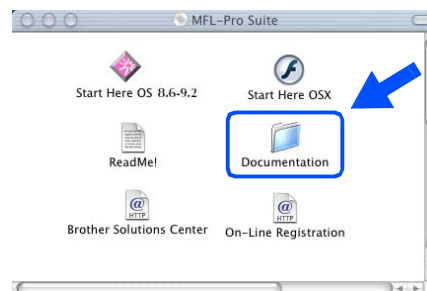 MFL-Pro Suite
Start Here OS 8.6-9.2
Start Here OSX
ReadMe!
Documentation
@
HTTP
@
HTTP
Brother Solutions Center
On-Line Registration